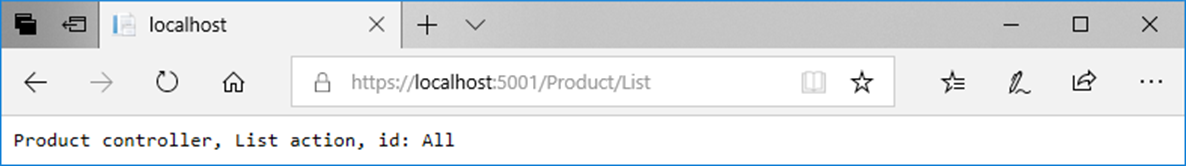 localhost
https://localhost:5001/Product/List
Product controller, List action, id: All